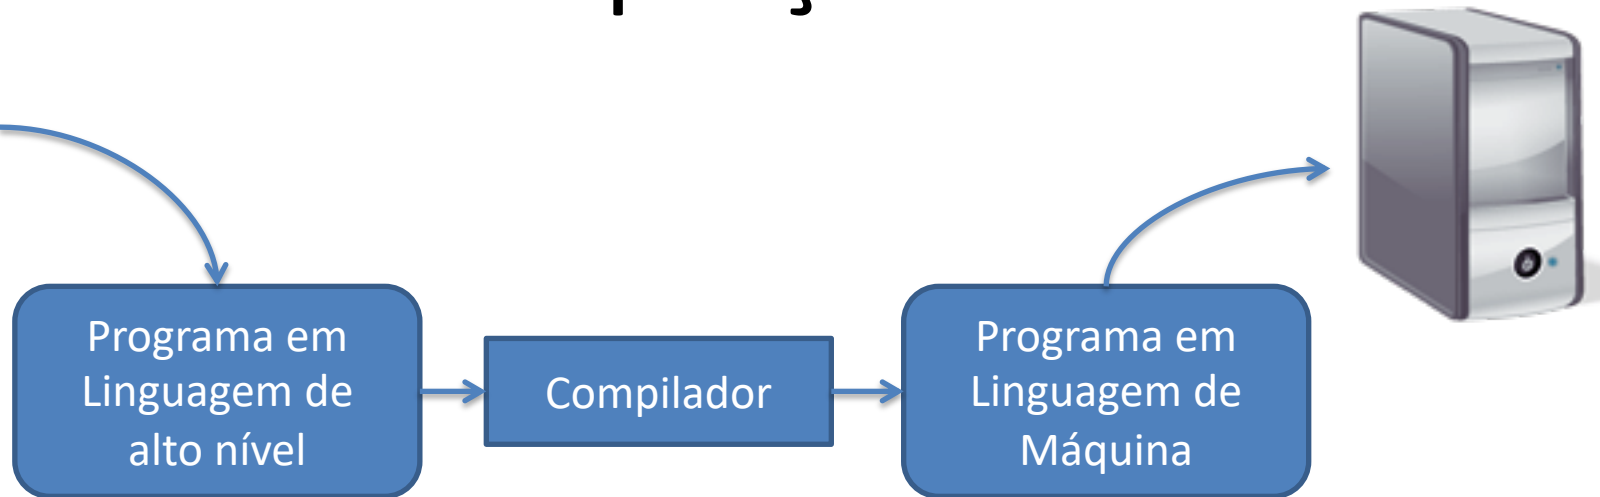 Programa em
Linguagem de
alto nível
Compilador
Programa em
Linguagem de
Máquina